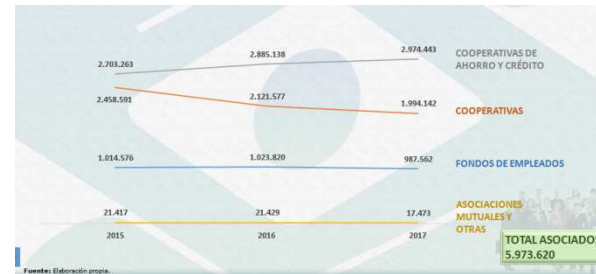 2.703.263
2.885.138
2.974.443
COOPERATIVAS DE
AHORRO Y CRÉDITO
2.458.591
2.121.577
1.994.142
COOPERATIVAS
1.014.576
1.023.820
987.562
FONDOS DE EMPLEADOS
21.417
21.429
17.473
ASOCIACIONES
MUTUALES Y
OTRAS
2015
2016
2017
TOTAL ASOCIADOS
5.973.620
Fuente: Elaboración propia.